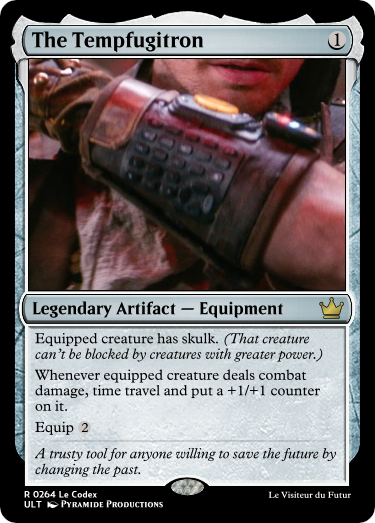 The Tempfugitron 1
Legendary Artifact — Equipment
Equipped creature has skulk. (That creature
can't be blocked by creatures with greater power.)
Whenever equipped creature deals combat
damage, time travel and put a +1/+1 counter
on it.
Equip 2
A trusty tool for anyone willing to save the future by
changing the past.
R 0264 Le Codex
ULT Pyramide Productions
Le Visiteur du Futur